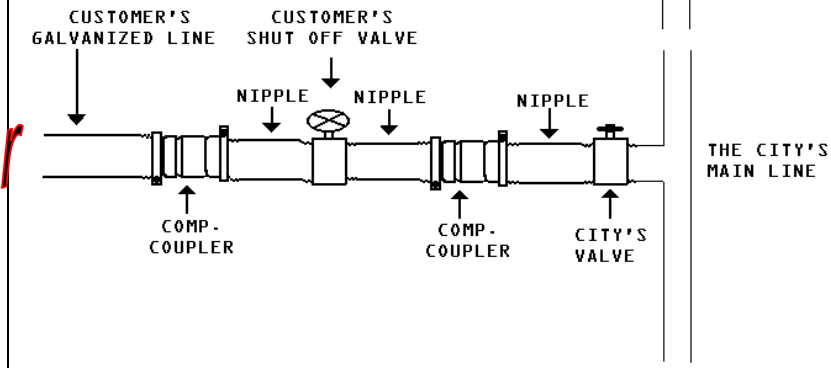 CUSTOMER'S
GALVANIZED LINE
CUSTOMER'S
SHUT OFF VALVE
NIPPLE
NIPPLE
NIPPLE
THE CITY'S
MAIN LINE
COMP-
COUPLER
COMP-
COUPLER
CITY'S
VALVE